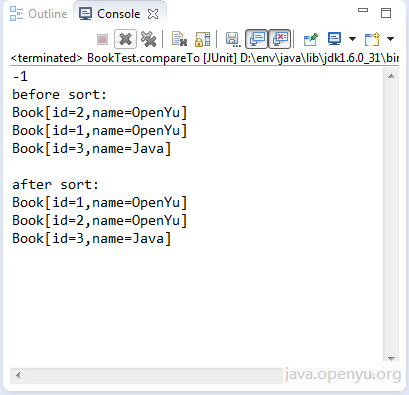 Outline
Console
<terminated> BookTest.compareTo [JUnit] D:\env\java\lib\jdk1.6.0_31\bin
-1
before sort:
Book[id=2,name=OpenYu]
Book[id=1,name=OpenYu]
Book[id=3,name=Java]
after sort:
Book[id=1,name=OpenYu]
Book[id=2,name=OpenYu]
Book[id=3,name=Java]
java.openyu.org